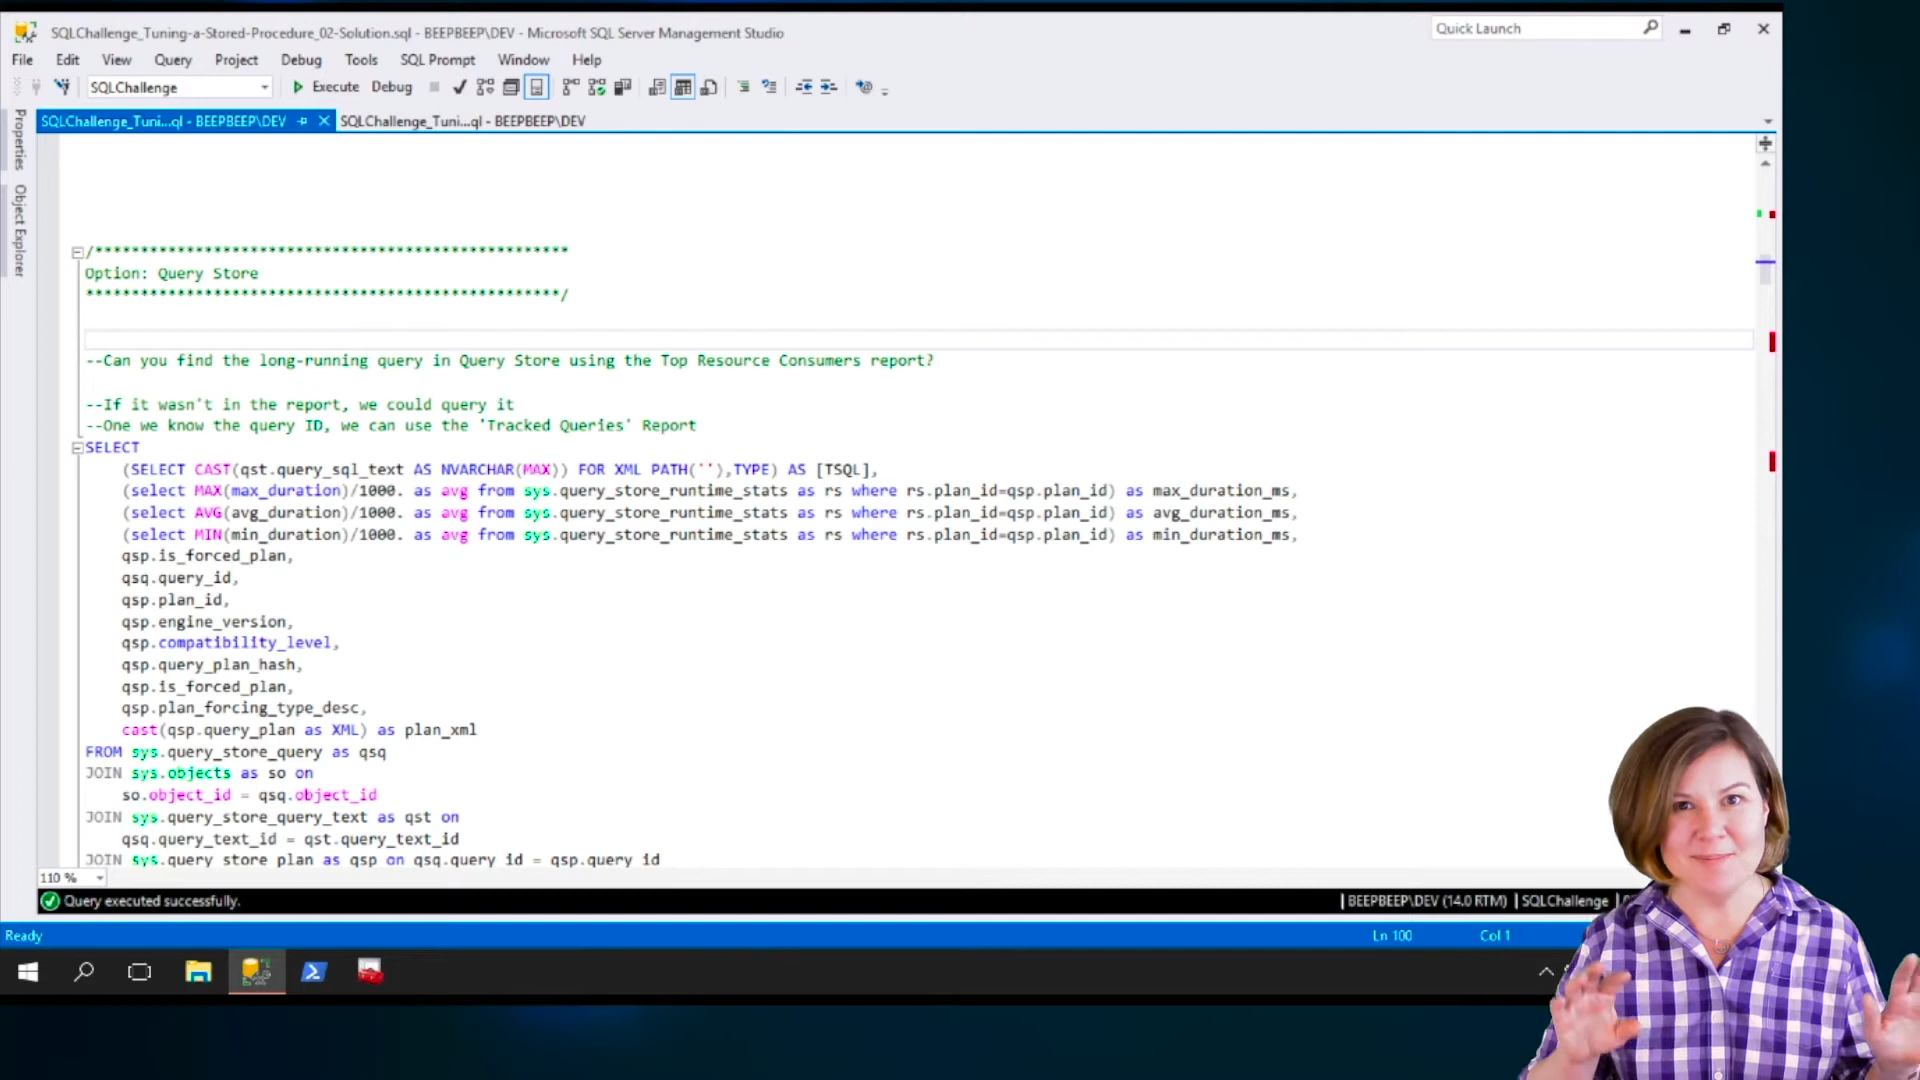 SQLChallenge_Tuning-a-Stored-Procedure_02-Solution.sql - BEEPBEEP\DEV - Microsoft SQL Server Management Studio
Quick Launch
File Edit View Query Project Debug Tools SQL Prompt Window Help
SQLChallenge Execute Debug
SQLChallenge_Tuni...ql - BEEPBEEP\DEV SQLChallenge_Tuni...ql - BEEPBEEP\DEV
Properties
Object Explorer
/****************************************************
Option: Query Store
****************************************************/
--Can you find the long-running query in Query Store using the Top Resource Consumers report?
--If it wasn't in the report, we could query it
--One we know the query ID, we can use the 'Tracked Queries' Report
SELECT
(SELECT CAST(qst.query_sql_text AS NVARCHAR(MAX)) FOR XML PATH(''),TYPE) AS [TSQL],
(select MAX(max_duration)/1000. as avg from sys.query_store_runtime_stats as rs where rs.plan_id=qsp.plan_id) as max_duration_ms,
(select AVG(avg_duration)/1000. as avg from sys.query_store_runtime_stats as rs where rs.plan_id=qsp.plan_id) as avg_duration_ms,
(select MIN(min_duration)/1000. as avg from sys.query_store_runtime_stats as rs where rs.plan_id=qsp.plan_id) as min_duration_ms,
qsp.is_forced_plan,
qsq.query_id,
qsp.plan_id,
qsp.engine_version,
qsp.compatibility_level,
qsp.query_plan_hash,
qsp.is_forced_plan,
qsp.plan_forcing_type_desc,
cast(qsp.query_plan as XML) as plan_xml
FROM sys.query_store_query as qsq
JOIN sys.objects as so on
so.object_id = qsq.object_id
JOIN sys.query_store_query_text as qst on
qsq.query_text_id = qst.query_text_id
JOIN sys.query_store_plan as qsp on qsq.query_id = qsp.query_id
110 %
Query executed successfully. BEEPBEEP\DEV (14.0 RTM) SQLChallenge
Ready Ln 100 Col 1